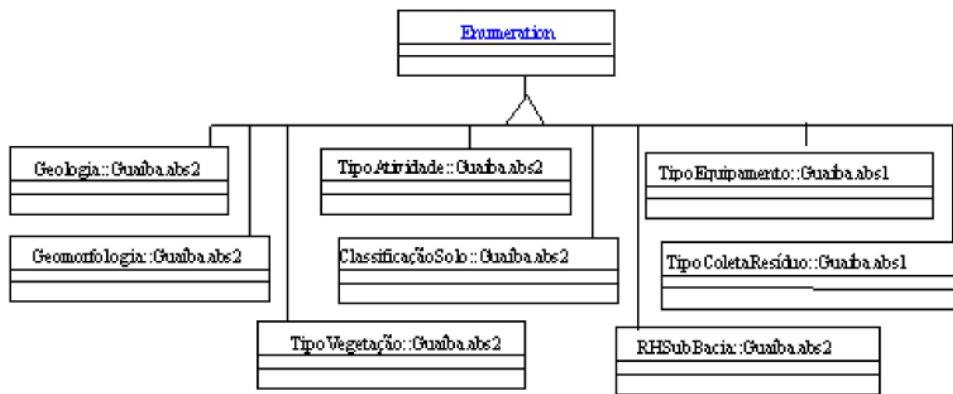 Enumeration
Geologia::Guaíba.abs2
TipoAtividade::Guaíba.abs2
TipoEquipamento::Guaíba.abs1
Geomorfologia::Guaíba.abs2
ClassificaçãoSolo::Guaíba.abs2
TipoColetaResíduo::Guaíba.abs1
TipoVegetação::Guaíba.abs2
RHSubBacia::Guaíba.abs2